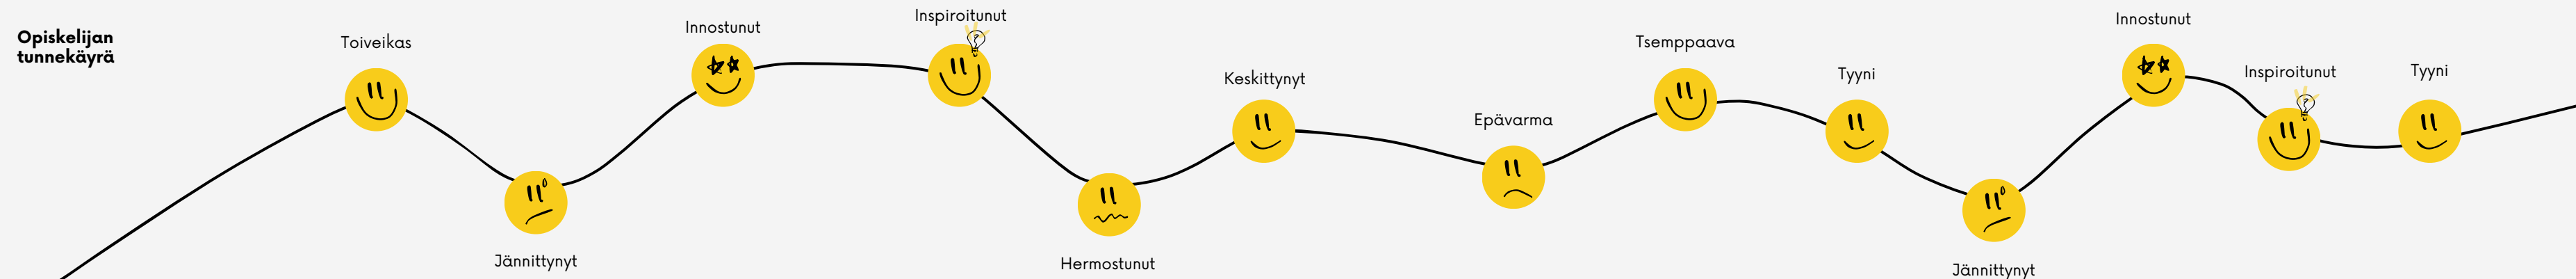 Opiskelijan
tunnekäyrä
Toiveikas
Jännittynyt
Innostunut
Inspiroitunut
Hermostunut
Keskittynyt
Epävarma
Tsemppaava
Tyyni
Jännittynyt
Innostunut
Inspiroitunut
Tyyni